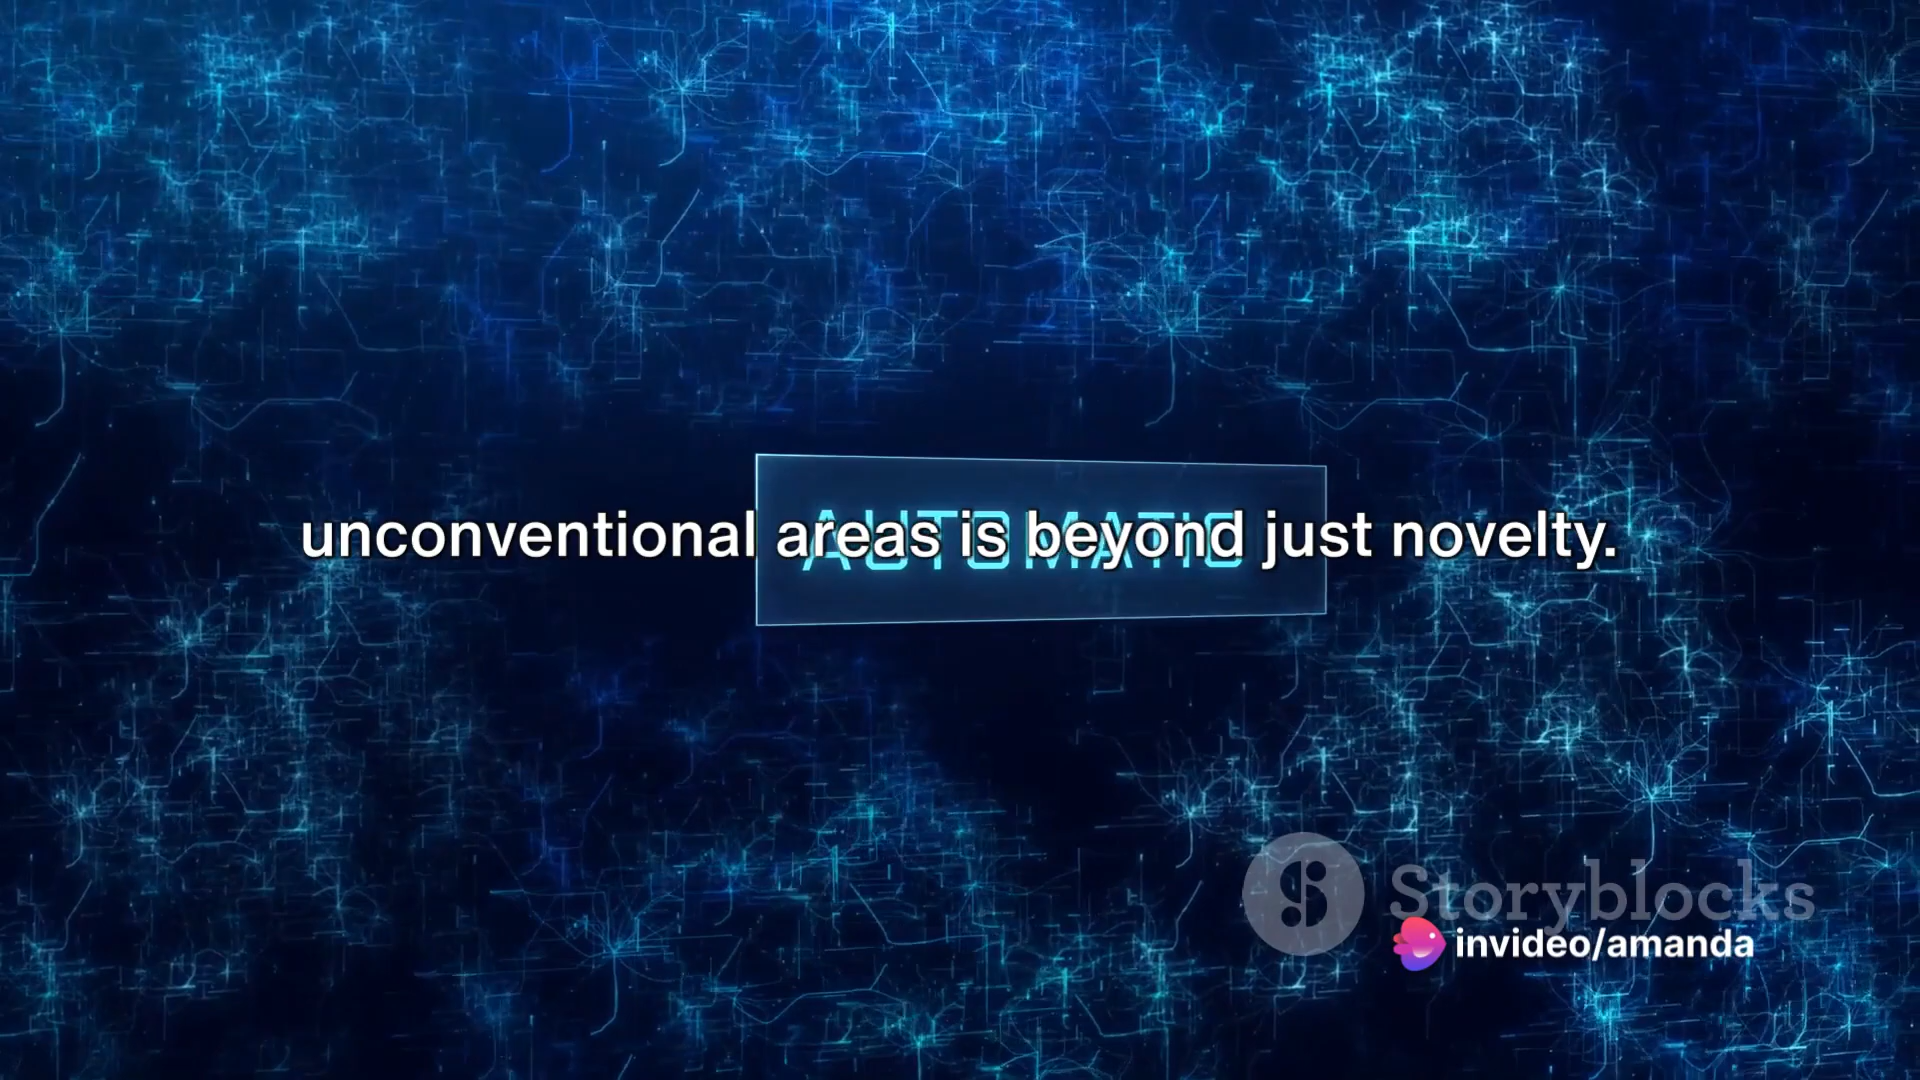 unconventional areas is beyond just novelty.
AUTOMATIC
Storyblocks
invideo/amanda